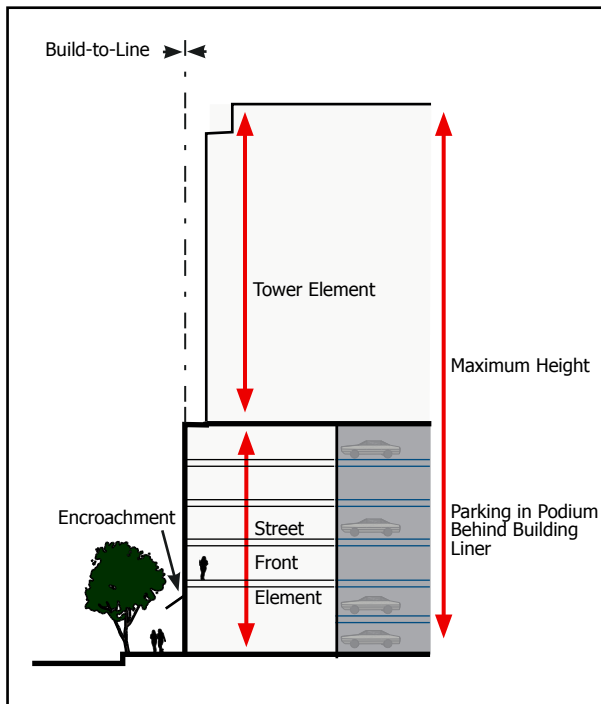 Build-to-Line
Tower Element
Maximum Height
Encroachment
Street
Front
Element
Parking in Podium
Behind Building
Liner